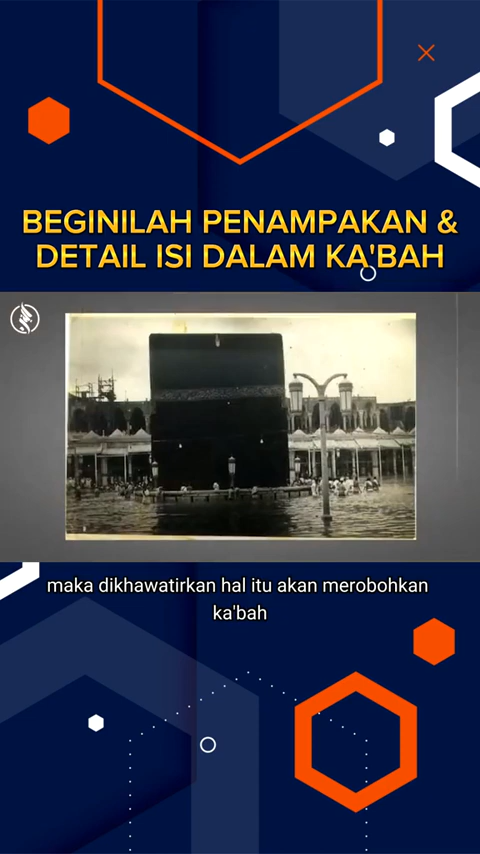 BEGINILAH PENAMPAKAN &
DETAIL ISI DALAM KA'BAH
maka dikhawatirkan hal itu akan merobohkan
ka'bah